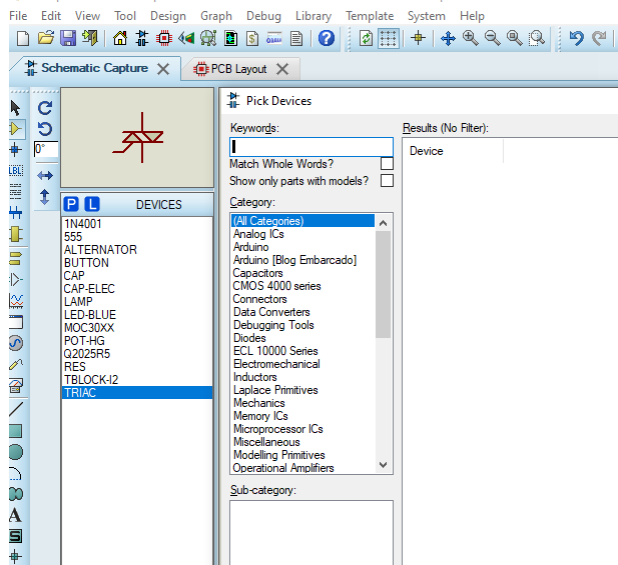 File Edit View Tool Design Graph Debug Library Template System Help
Schematic Capture
PCB Layout
0°
LBL
A
S
P L DEVICES
1N4001
555
ALTERNATOR
BUTTON
CAP
CAP-ELEC
LAMP
LED-BLUE
MOC30XX
POT-HG
Q2025R5
RES
TBLOCK-I2
TRIAC
Pick Devices
Keywords:
Match Whole Words?
Show only parts with models?
Category:
(All Categories)
Analog ICs
Arduino
Arduino [Blog Embarcado]
Capacitors
CMOS 4000 series
Connectors
Data Converters
Debugging Tools
Diodes
ECL 10000 Series
Electromechanical
Inductors
Laplace Primitives
Mechanics
Memory ICs
Microprocessor ICs
Miscellaneous
Modelling Primitives
Operational Amplifiers
Sub-category:
Results (No Filter):
Device